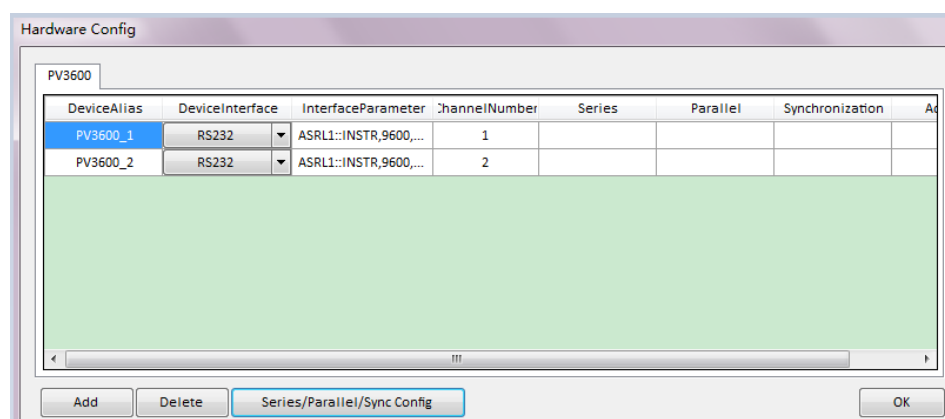 Hardware Config
PV3600
DeviceAlias DeviceInterface InterfaceParameter ChannelNumber Series Parallel Synchronization
PV3600_1 RS232 ASRL1::INSTR,9600,... 1
PV3600_2 RS232 ASRL1::INSTR,9600,... 2
Add Delete Series/Parallel/Sync Config OK